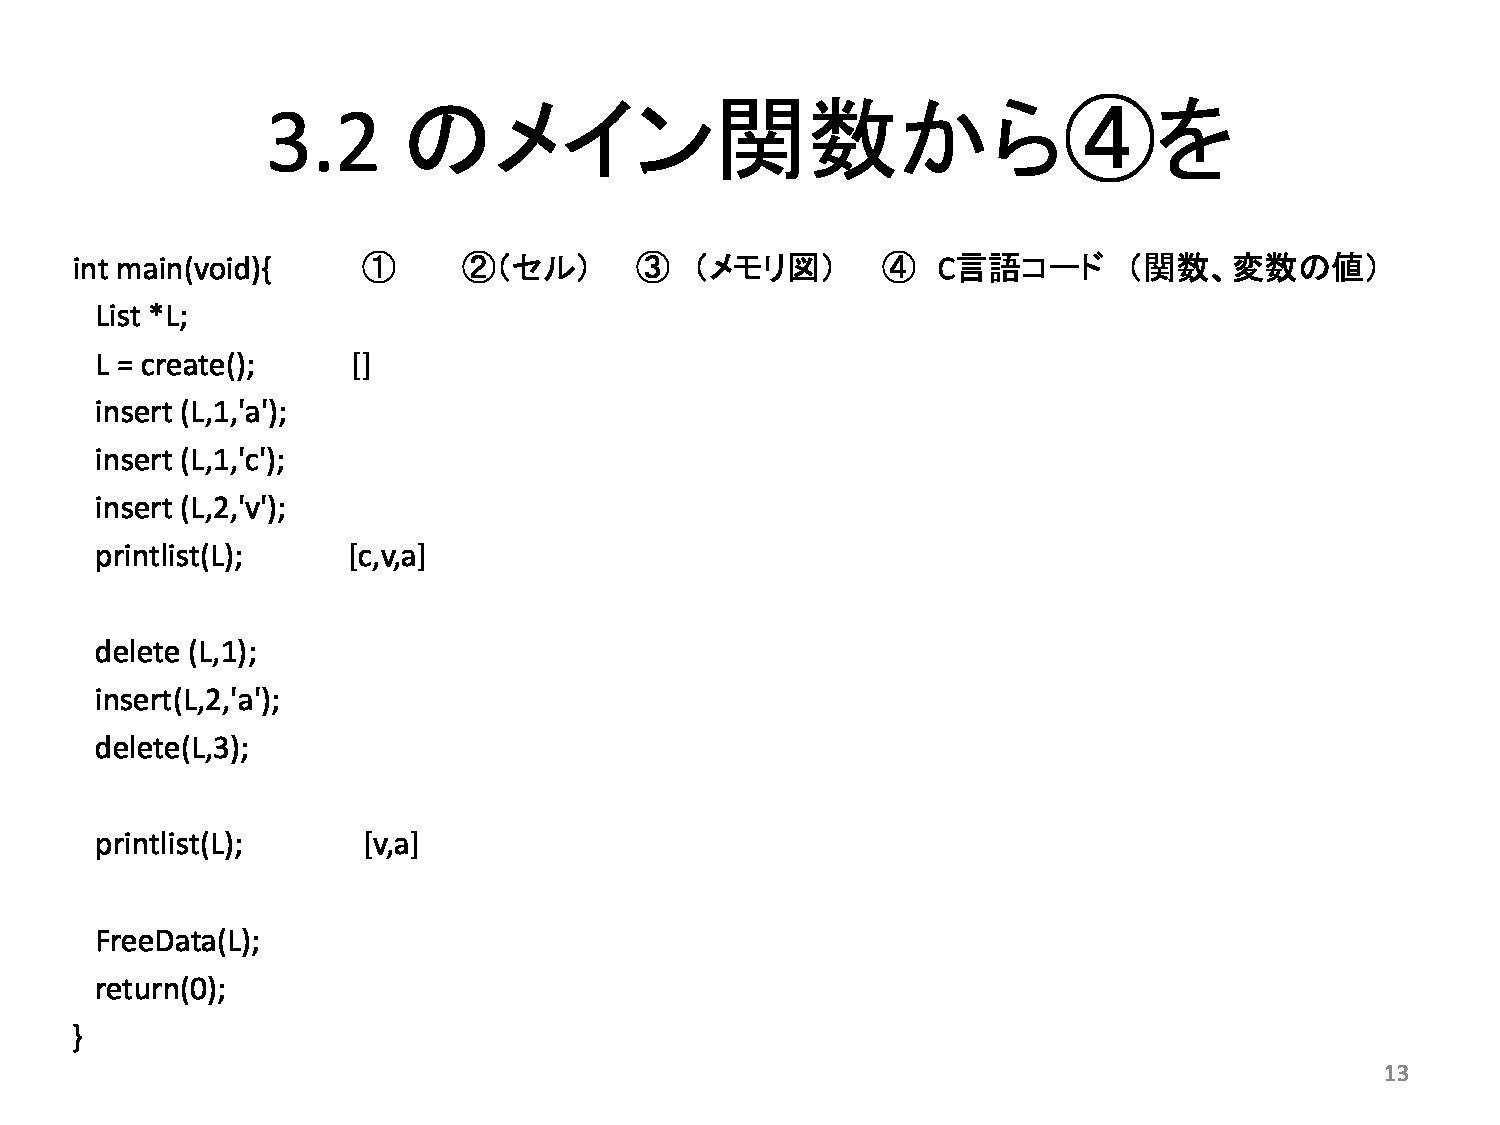 3.2 のメイン関数から④を
int main(void){ ① ②（セル） ③ （メモリ図） ④ C言語コード （関数、変数の値）
List *L;
L = create(); []
insert (L,1,'a');
insert (L,1,'c');
insert (L,2,'v');
printlist(L); [c,v,a]
delete (L,1);
insert(L,2,'a');
delete(L,3);
printlist(L); [v,a]
FreeData(L);
return(0);
}
13